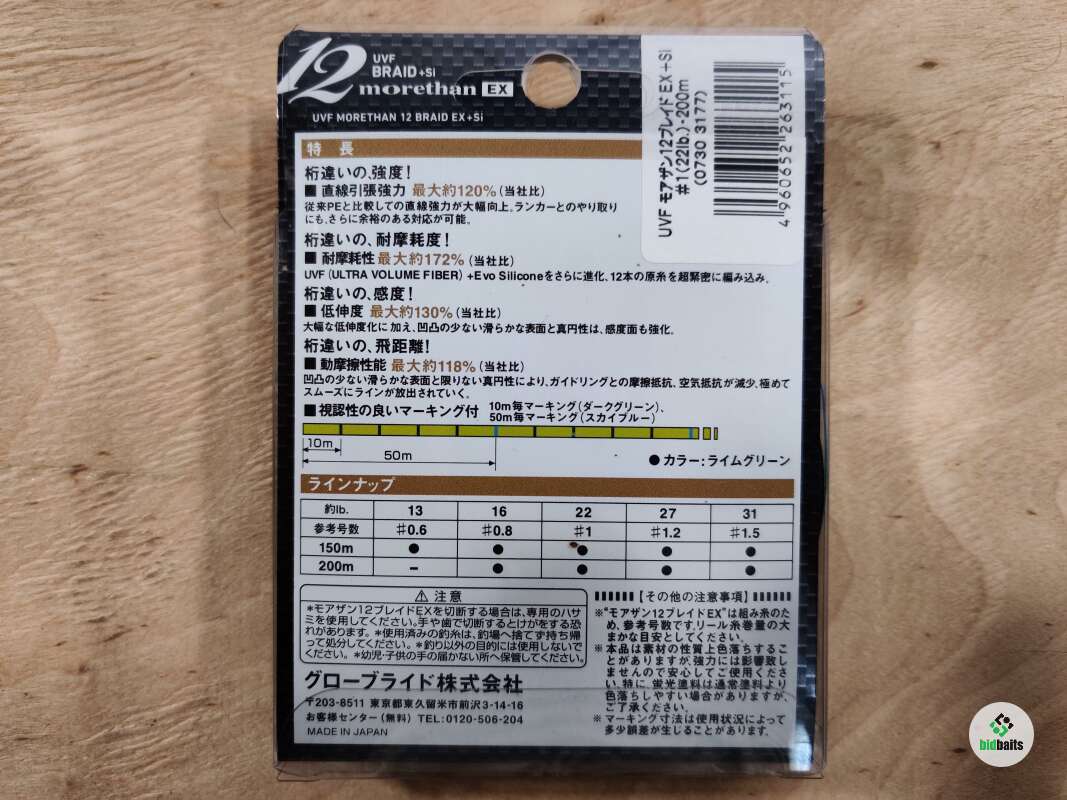 12
UVF
BRAID+Si
morethan EX
UVF MORETHAN 12 BRAID EX+Si
UVF モアザン12ブレイド EX+Si
#1(22lb.)-200m
(0730 3177)
4 960652 263115
特 長
桁違いの、強度!
■ 直線引張強力 最大約120%(当社比)
従来PEと比較しての直線強力が大幅向上。ランカーとのやり取り
にも、さらに余裕のある対応が可能。
桁違いの、耐摩耗度!
■ 耐摩耗性 最大約172%(当社比)
UVF(ULTRA VOLUME FIBER)+Evo Siliconeをさらに進化、12本の原糸を超緊密に編み込み。
桁違いの、感度!
■ 低伸度 最大約130%(当社比)
大幅な低伸度化に加え、凹凸の少ない滑らかな表面と真円性は、感度面も強化。
桁違いの、飛距離!
■ 動摩擦性能 最大約118%(当社比)
凹凸の少ない滑らかな表面と限りない真円性により、ガイドリングとの摩擦抵抗、空気抵抗が減少、極めて
スムーズにラインが放出されていく。
■視認性の良いマーキング付 10m毎マーキング(ダークグリーン)、
50m毎マーキング(スカイブルー)
10m
50m
●カラー:ライムグリーン
ラインナップ
約lb. 13 16 22 27 31
参考号数 #0.6 #0.8 #1 #1.2 #1.5
150m ● ● ● ● ●
200m − ● ● ● ●
⚠ 注意
*モアザン12ブレイドEXを切断する場合は、専用のハサ
ミを使用してください。手や歯で切断するとけがをする恐
れがあります。*使用済みの釣糸は、釣場へ捨てず持ち帰
って処分してください。*釣り以外の目的には使用しないで
ください。*幼児・子供の手の届かない所へ保管してください。
グローブライド株式会社
〒203-8511 東京都東久留米市前沢3-14-16
お客様センター(無料) TEL:0120-506-204
MADE IN JAPAN
【その他の注意事項】
※"モアザン12ブレイドEX"は組み糸のた
め、参考号数です。リール糸巻量の大
まかな目安としてください。
※本品は素材の性質上色落ちするこ
とがありますが、強力には影響致し
ませんので安心してご使用くださ
い。特に、蛍光塗料は通常塗料より
色落ちしやすい場合がありますが、
ご了承ください。
※マーキング寸法は使用状況によって
多少誤差が生じることがあります。
bidbaits